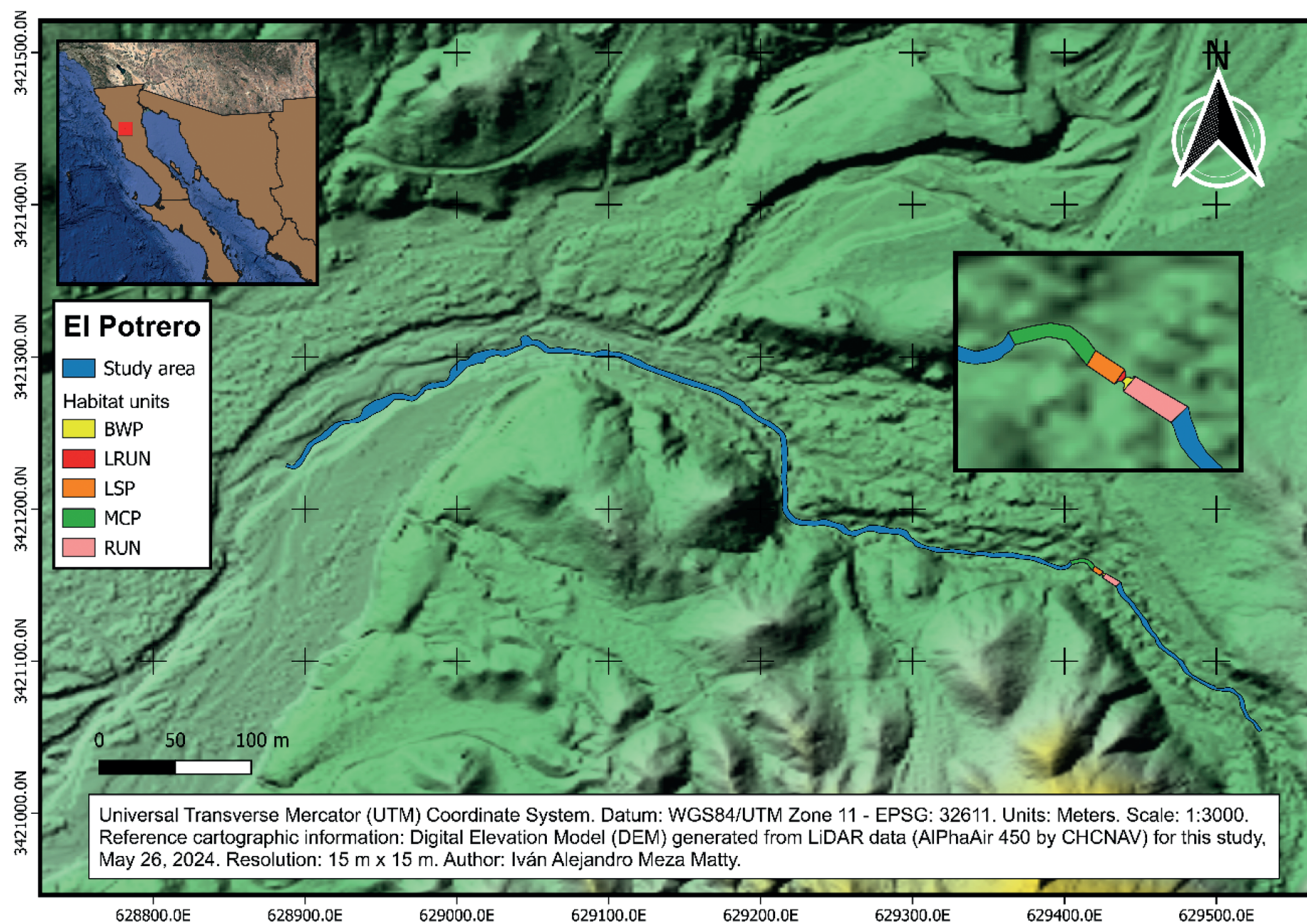 3421500.0N
3421400.0N
3421300.0N
3421200.0N
3421100.0N
3421000.0N
N
El Potrero
Study area
Habitat units
BWP
LRUN
LSP
MCP
RUN
0 50 100 m
Universal Transverse Mercator (UTM) Coordinate System. Datum: WGS84/UTM Zone 11 - EPSG: 32611. Units: Meters. Scale: 1:3000.
Reference cartographic information: Digital Elevation Model (DEM) generated from LiDAR data (AlPhaAir 450 by CHCNAV) for this study,
May 26, 2024. Resolution: 15 m x 15 m. Author: Iván Alejandro Meza Matty.
628800.0E 628900.0E 629000.0E 629100.0E 629200.0E 629300.0E 629400.0E 629500.0E